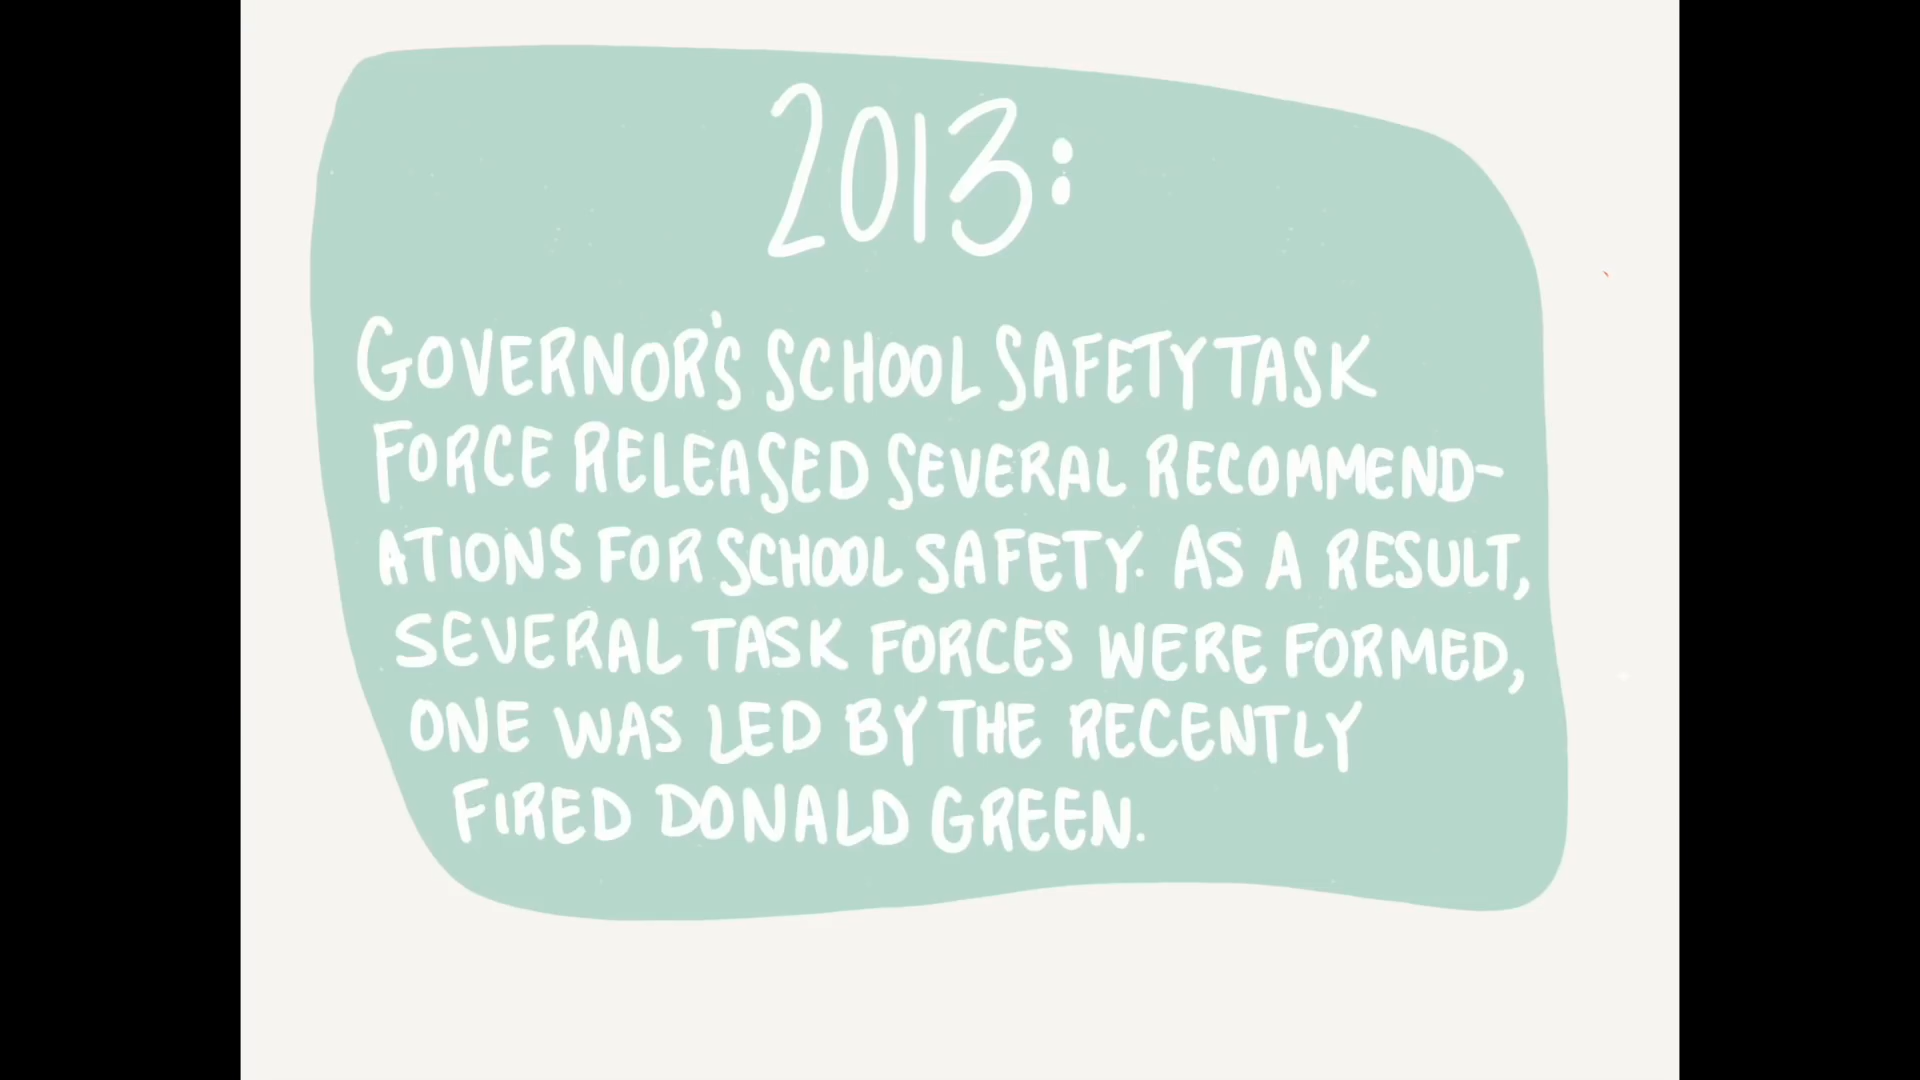 2013:
GOVERNOR'S SCHOOL SAFETY TASK
FORCE RELEASED SEVERAL RECOMMEND-
ATIONS FOR SCHOOL SAFETY. AS A RESULT,
SEVERAL TASK FORCES WERE FORMED,
ONE WAS LED BY THE RECENTLY
FIRED DONALD GREEN.